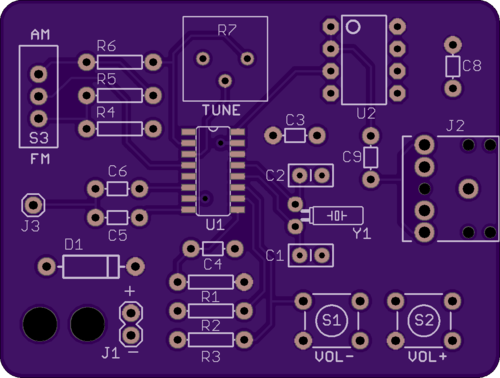 AM
R6
R7
R5
R4
S3
FM
TUNE
U2
C8
C3
J2
C9
C6
C2
J3
C5
U1
Y1
D1
C4
C1
+
R1
R2
J1
-
R3
S1
S2
VOL-
VOL+